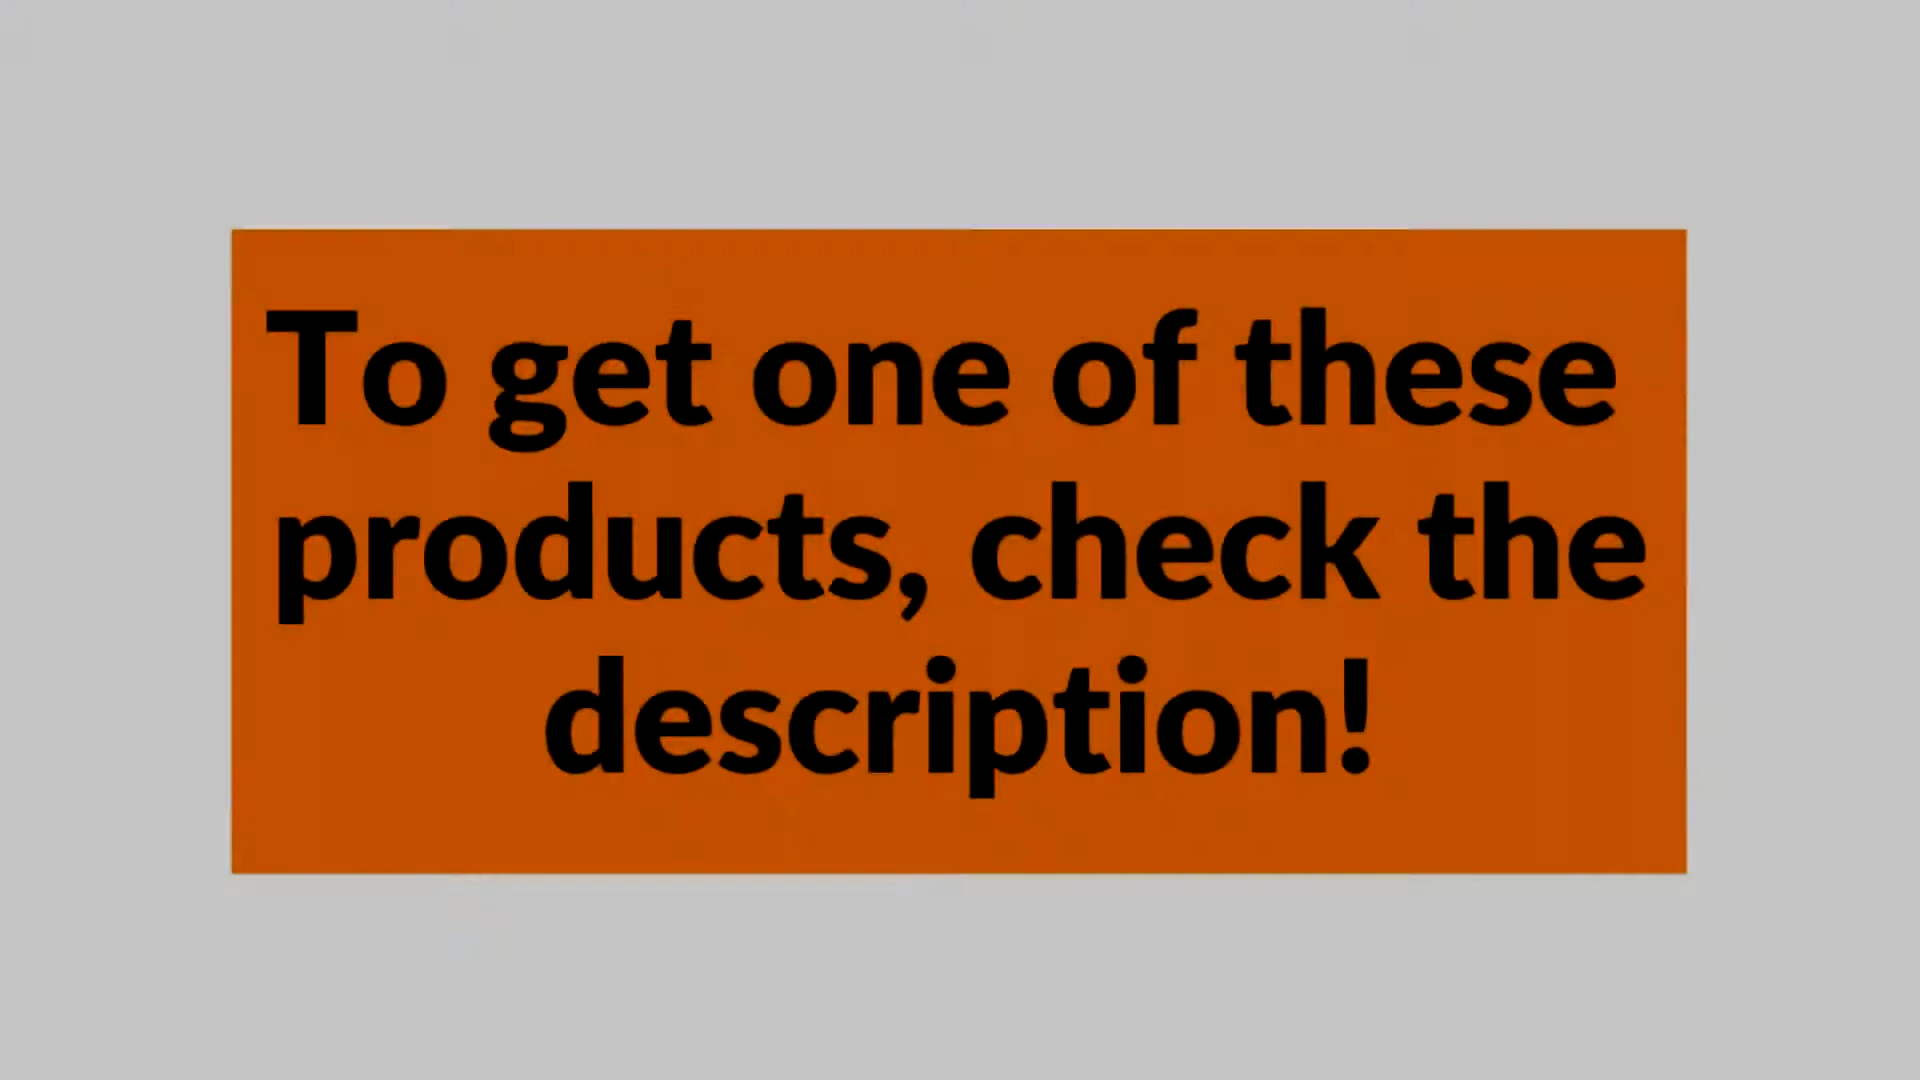 To get one of these
products, check the
description!